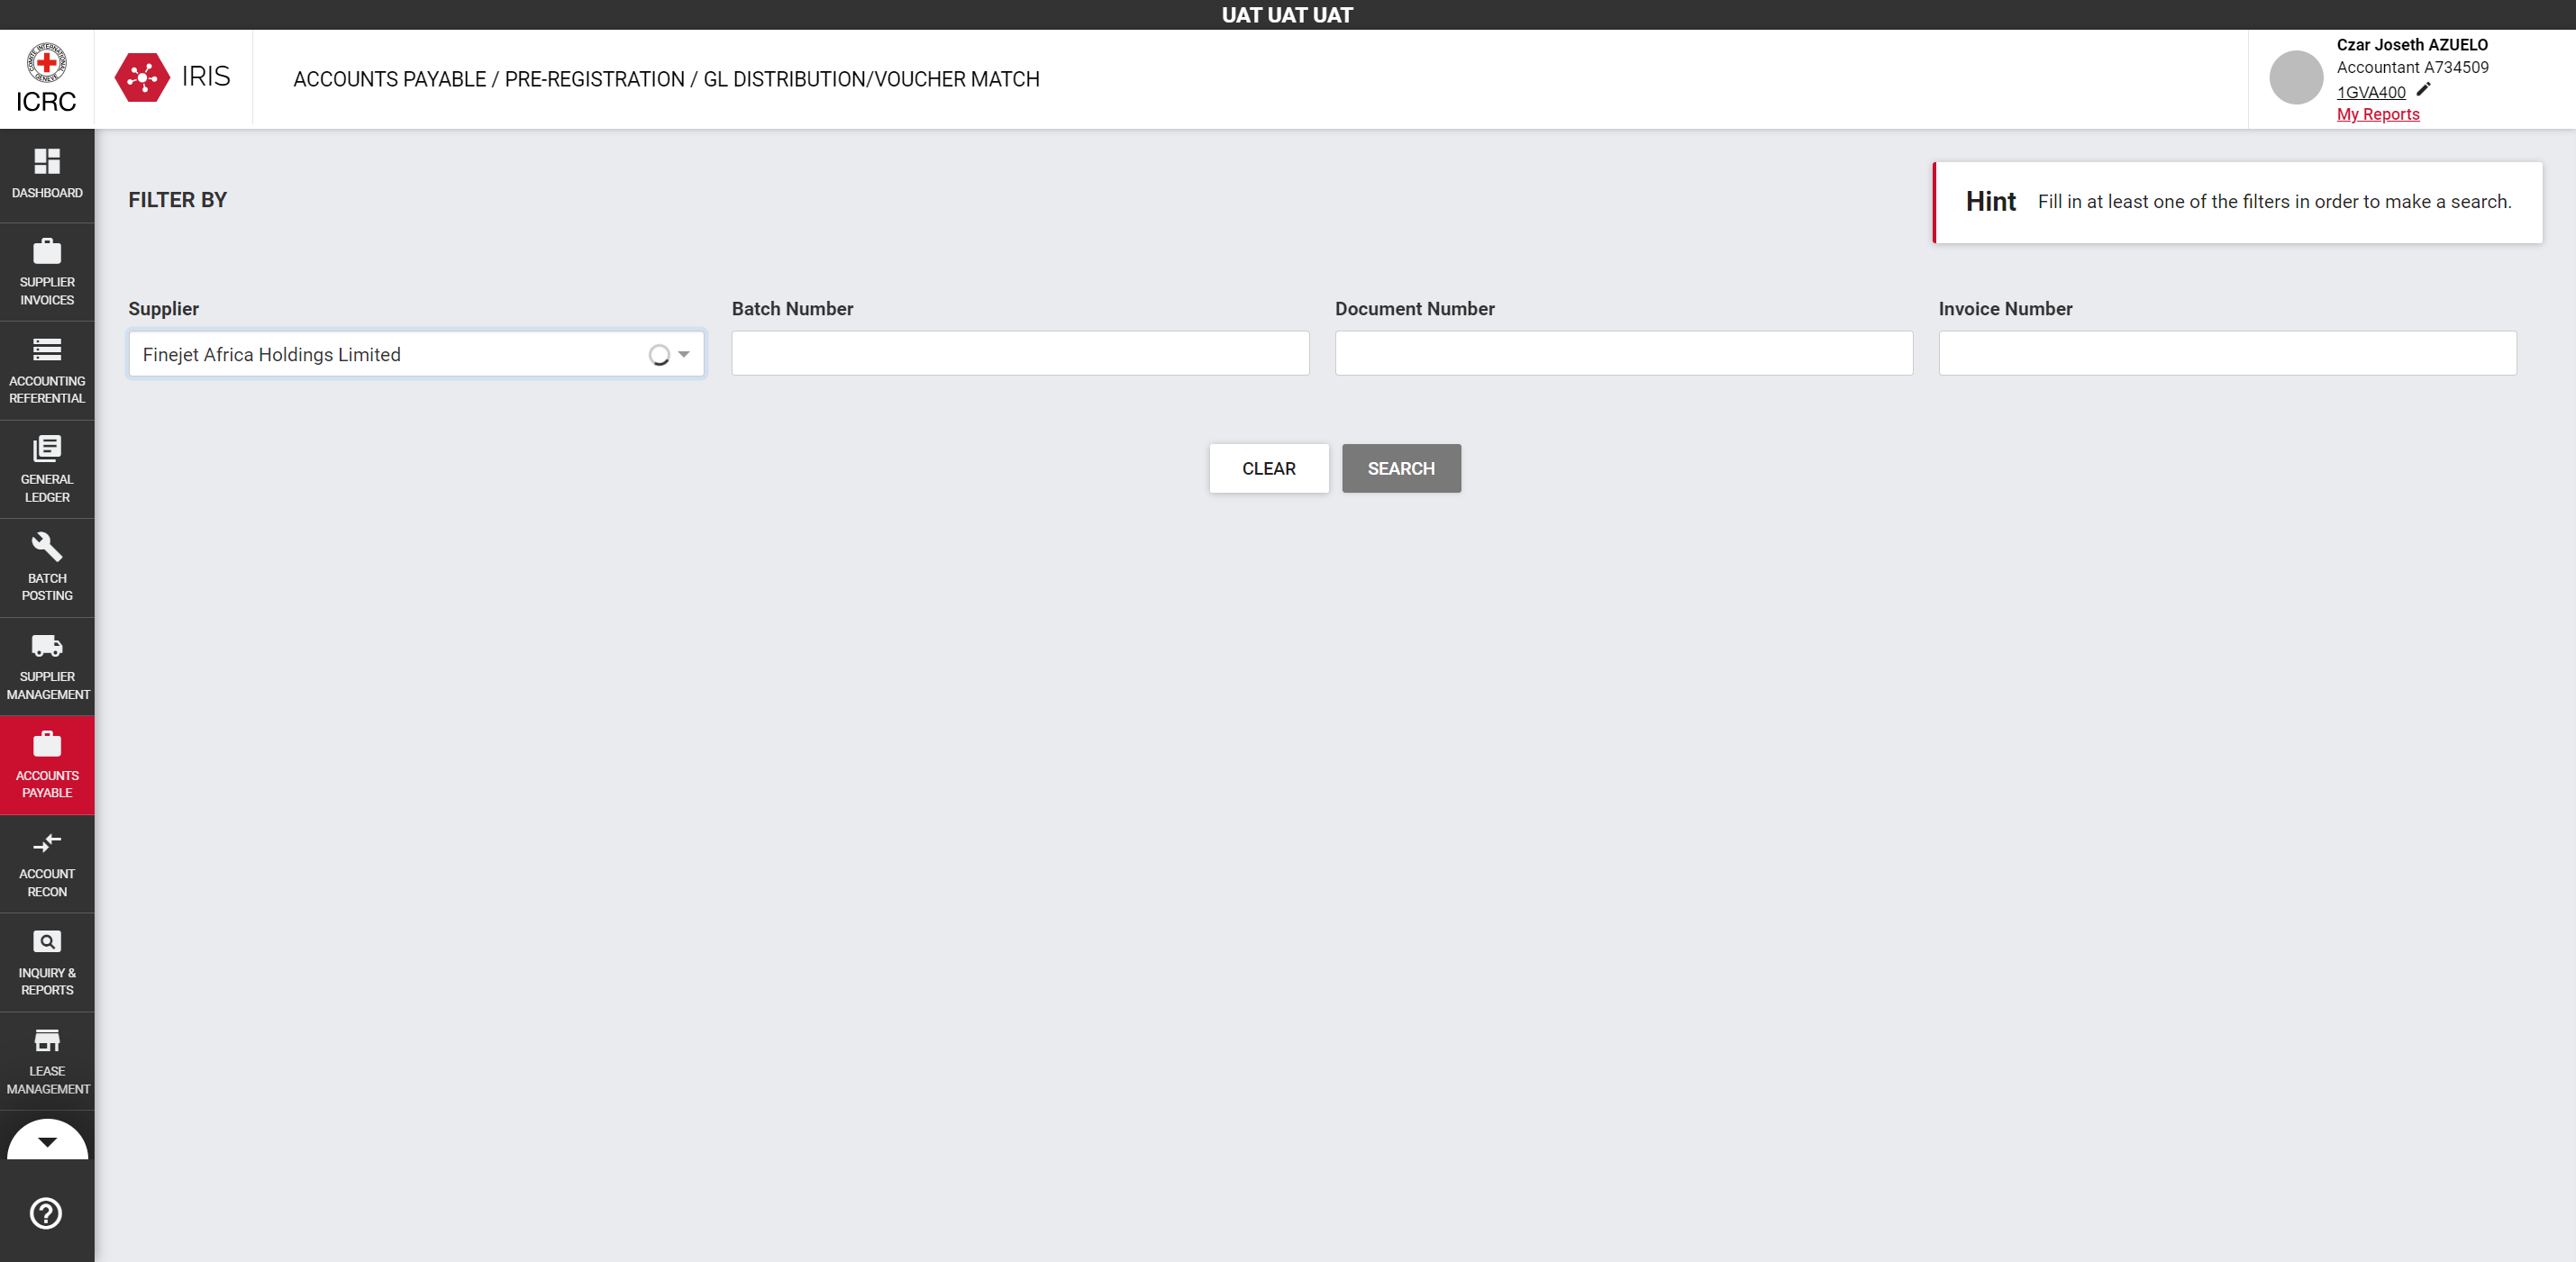 UAT UAT UAT
COMITE INTERNATIONAL GENEVE
ICRC
IRIS
ACCOUNTS PAYABLE / PRE-REGISTRATION / GL DISTRIBUTION/VOUCHER MATCH
Czar Joseth AZUELO
Accountant A734509
1GVA400
My Reports
DASHBOARD
SUPPLIER
INVOICES
ACCOUNTING
REFERENTIAL
GENERAL
LEDGER
BATCH
POSTING
SUPPLIER
MANAGEMENT
ACCOUNTS
PAYABLE
ACCOUNT
RECON
INQUIRY &
REPORTS
LEASE
MANAGEMENT
FILTER BY
Hint Fill in at least one of the filters in order to make a search.
Supplier
Finejet Africa Holdings Limited
Batch Number
Document Number
Invoice Number
CLEAR
SEARCH